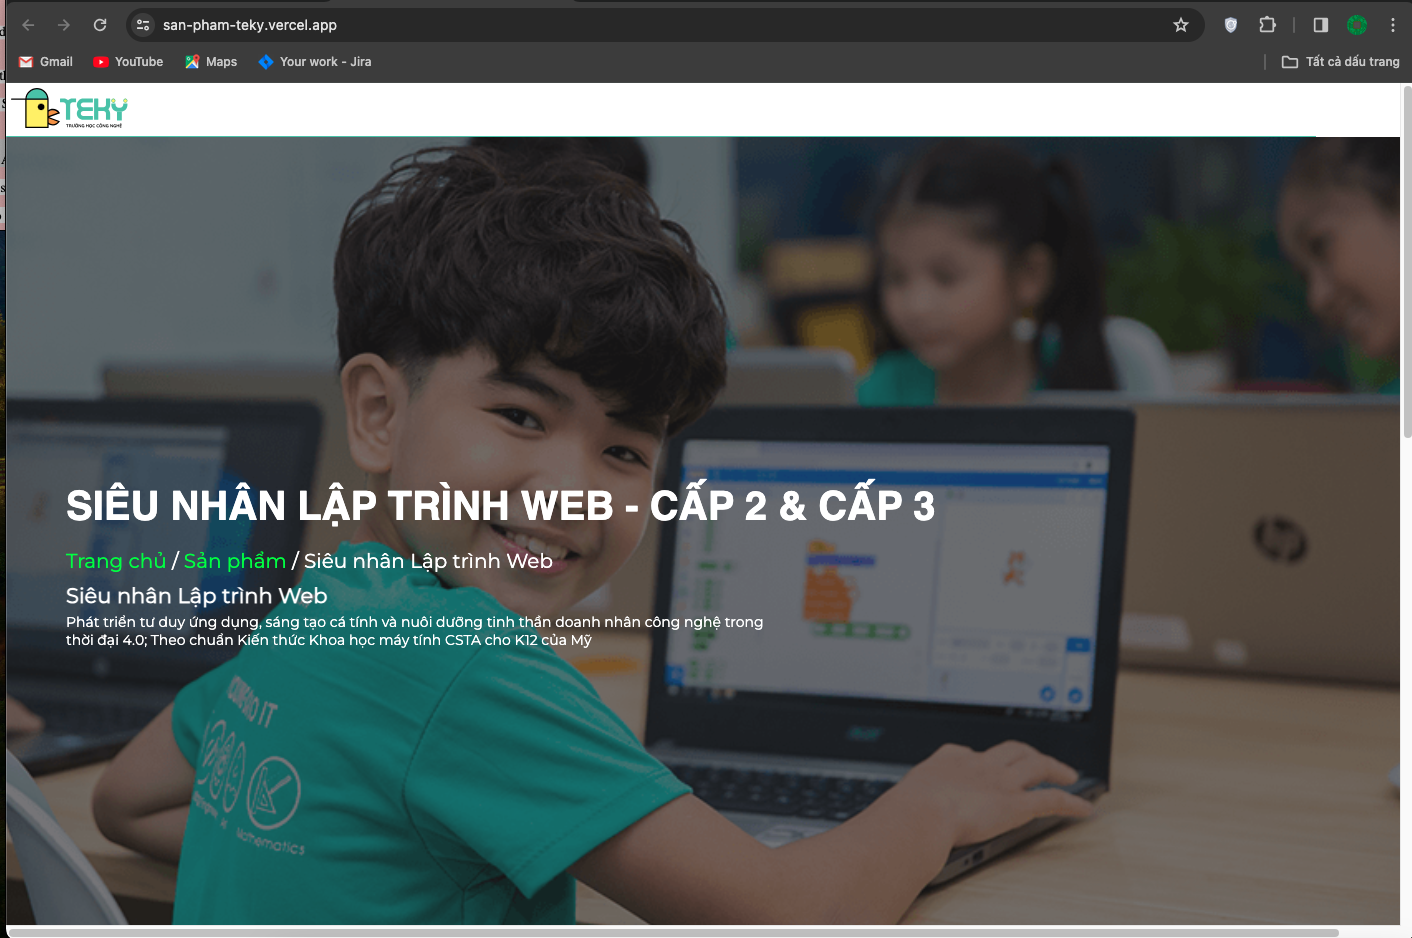 san-pham-teky.vercel.app
Gmail
YouTube
Maps
Your work - Jira
Tất cả dấu trang
TEKY
TRƯỜNG HỌC CÔNG NGHỆ
SIÊU NHÂN LẬP TRÌNH WEB - CẤP 2 & CẤP 3
Trang chủ / Sản phẩm / Siêu nhân Lập trình Web
Siêu nhân Lập trình Web
Phát triển tư duy ứng dụng, sáng tạo cá tính và nuôi dưỡng tinh thần doanh nhân công nghệ trong
thời đại 4.0; Theo chuẩn Kiến thức Khoa học máy tính CSTA cho K12 của Mỹ
acer
hp
IT
Mathematics